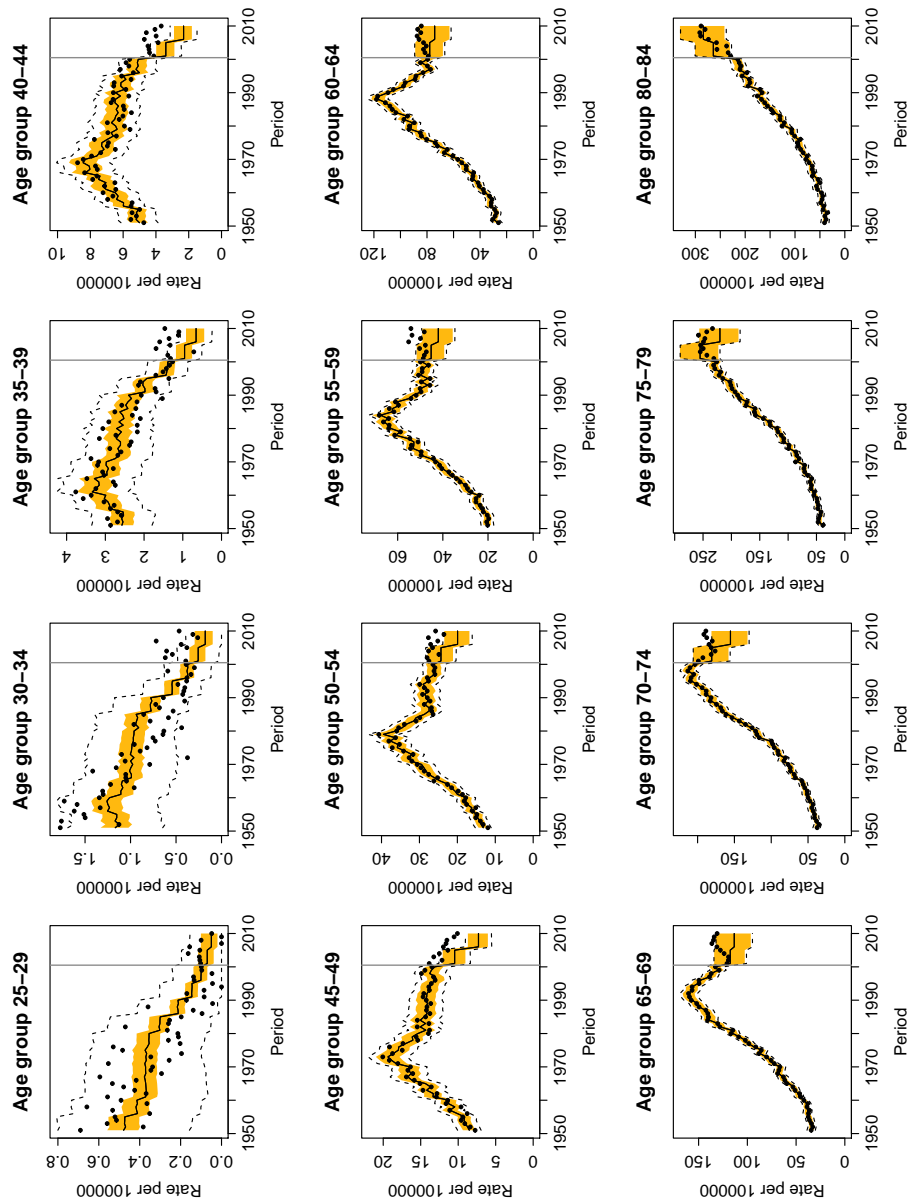 Age group 25–29
Rate per 100000
0.8
0.6
0.4
0.2
0.0
1950 1970 1990 2010
Period
Age group 30–34
Rate per 100000
1.5
1.0
0.5
0.0
1950 1970 1990 2010
Period
Age group 35–39
Rate per 100000
4
3
2
1
0
1950 1970 1990 2010
Period
Age group 40–44
Rate per 100000
10
8
6
4
2
1950 1970 1990 2010
Period
Age group 45–49
Rate per 100000
20
15
10
5
0
1950 1970 1990 2010
Period
Age group 50–54
Rate per 100000
40
30
20
10
0
1950 1970 1990 2010
Period
Age group 55–59
Rate per 100000
60
40
20
0
1950 1970 1990 2010
Period
Age group 60–64
Rate per 100000
120
80
40
0
1950 1970 1990 2010
Period
Age group 65–69
Rate per 100000
150
100
50
0
1950 1970 1990 2010
Period
Age group 70–74
Rate per 100000
150
50
0
1950 1970 1990 2010
Period
Age group 75–79
Rate per 100000
250
150
50
0
1950 1970 1990 2010
Period
Age group 80–84
Rate per 100000
300
200
100
0
1950 1970 1990 2010
Period